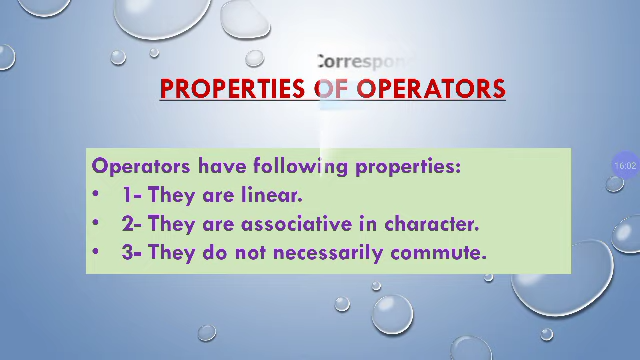 PROPERTIES OF OPERATORS
Operators have following properties:
• 1- They are linear.
• 2- They are associative in character.
• 3- They do not necessarily commute.
16:02